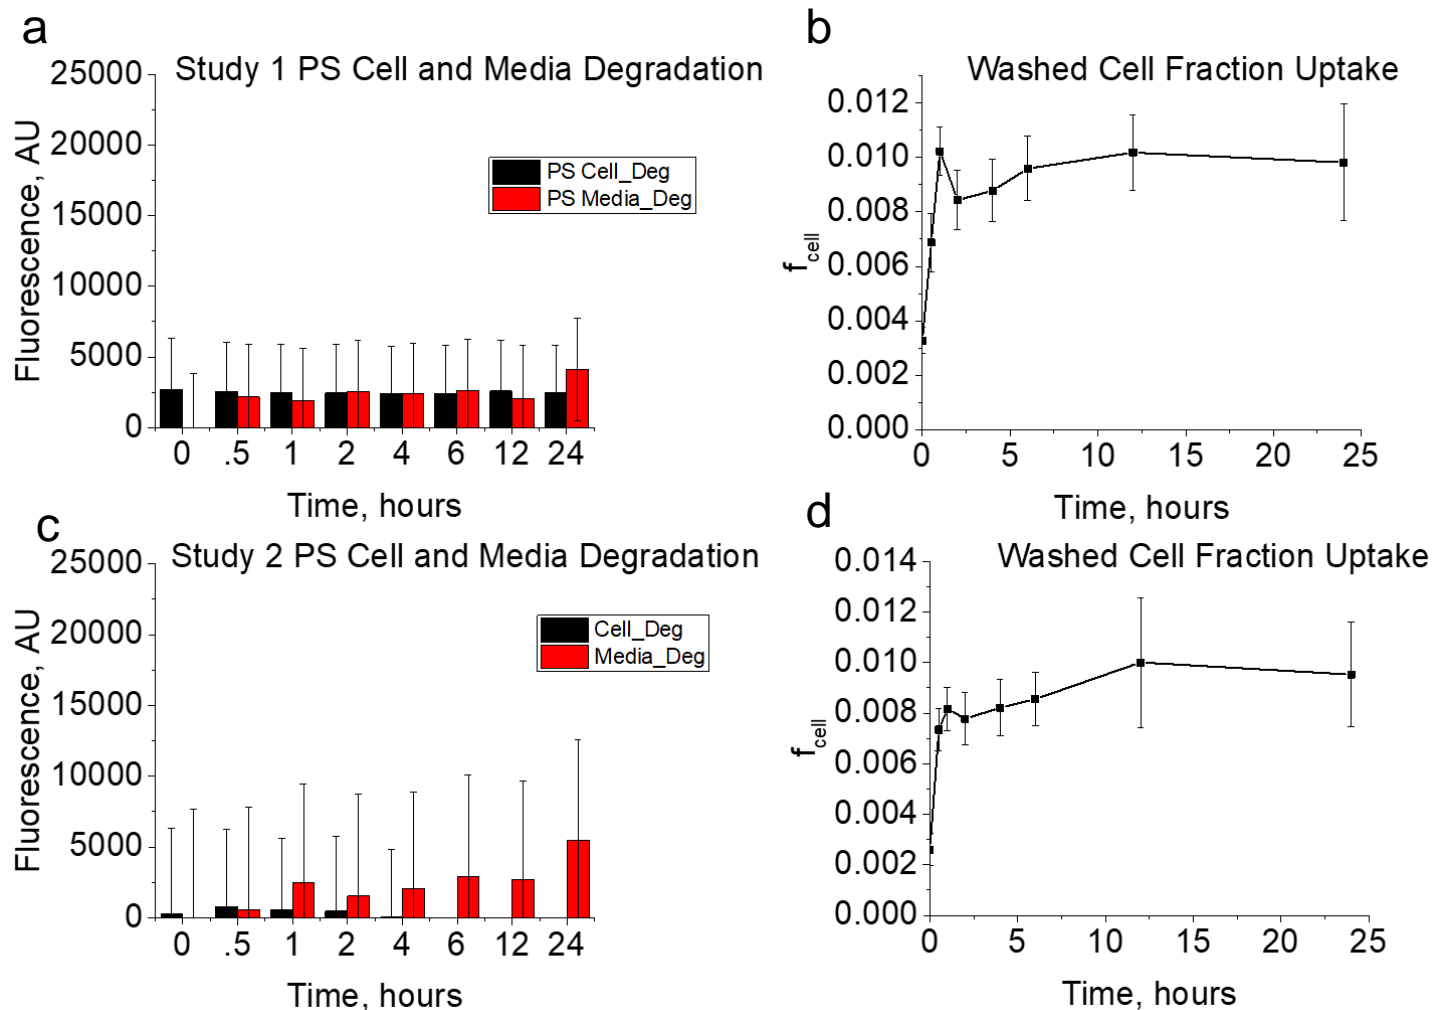 a
Study 1 PS Cell and Media Degradation
25000
20000
15000
10000
5000
0
Fluorescence, AU
PS Cell_Deg
PS Media_Deg
0 .5 1 2 4 6 12 24
Time, hours
b
Washed Cell Fraction Uptake
0.012
0.010
0.008
0.006
0.004
0.002
0.000
fcell
0 5 10 15 20 25
Time, hours
c
Study 2 PS Cell and Media Degradation
25000
20000
15000
10000
5000
0
Fluorescence, AU
Cell_Deg
Media_Deg
0 .5 1 2 4 6 12 24
Time, hours
d
Washed Cell Fraction Uptake
0.014
0.012
0.010
0.008
0.006
0.004
0.002
0.000
fcell
0 5 10 15 20 25
Time, hours